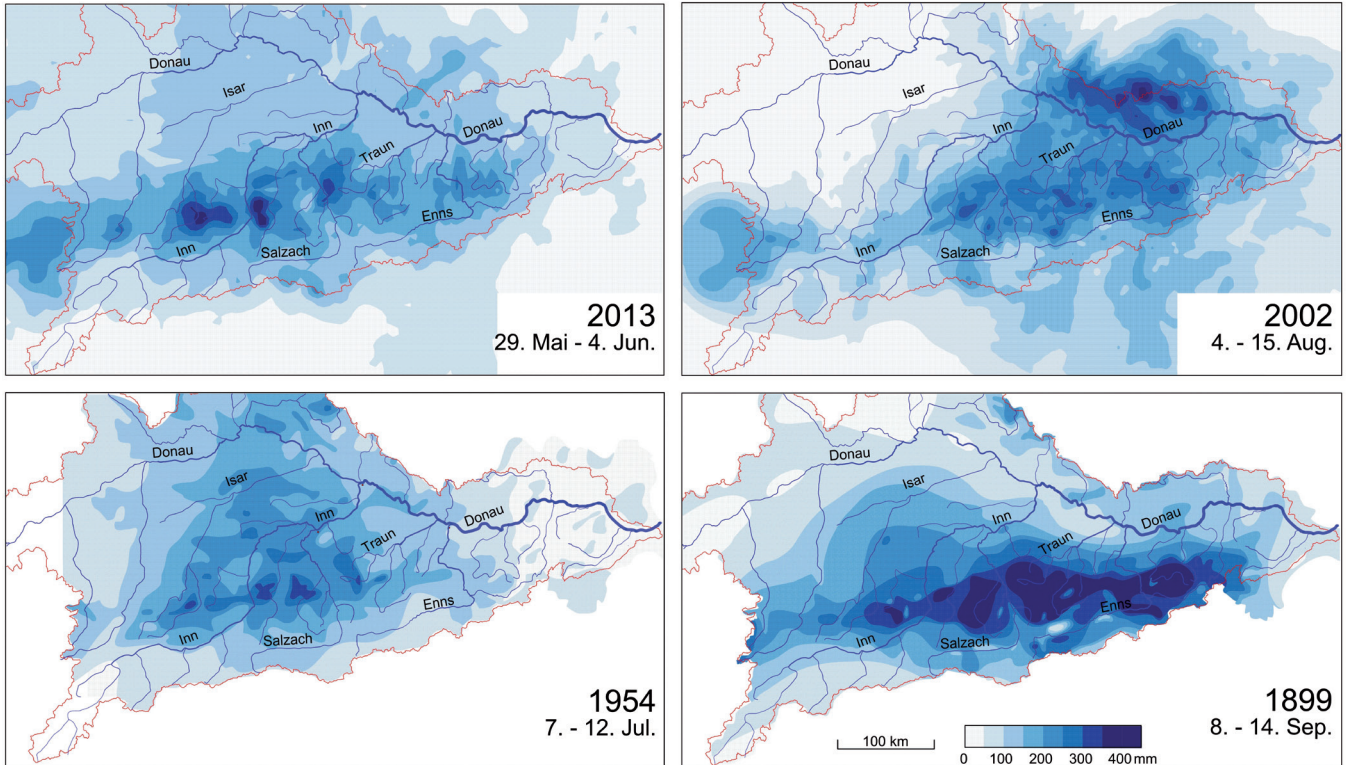 Donau
Isar
Inn
Traun
Donau
Enns
Inn
Salzach
2013
29. Mai - 4. Jun.
Donau
Isar
Inn
Traun
Donau
Enns
Inn
Salzach
2002
4. - 15. Aug.
Donau
Isar
Inn
Traun
Donau
Enns
Inn
Salzach
1954
7. - 12. Jul.
Donau
Isar
Inn
Traun
Donau
Enns
Inn
Salzach
1899
8. - 14. Sep.
100 km
0 100 200 300 400 mm